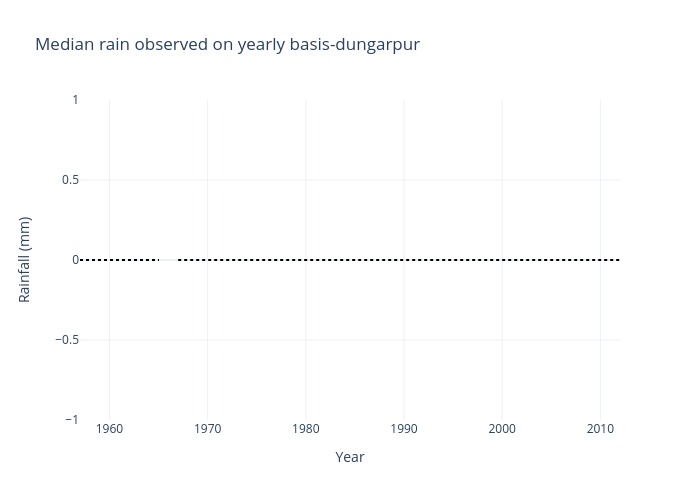 Median rain observed on yearly basis-dungarpur
1
0.5
0
−0.5
−1
Rainfall (mm)
1960 1970 1980 1990 2000 2010
Year